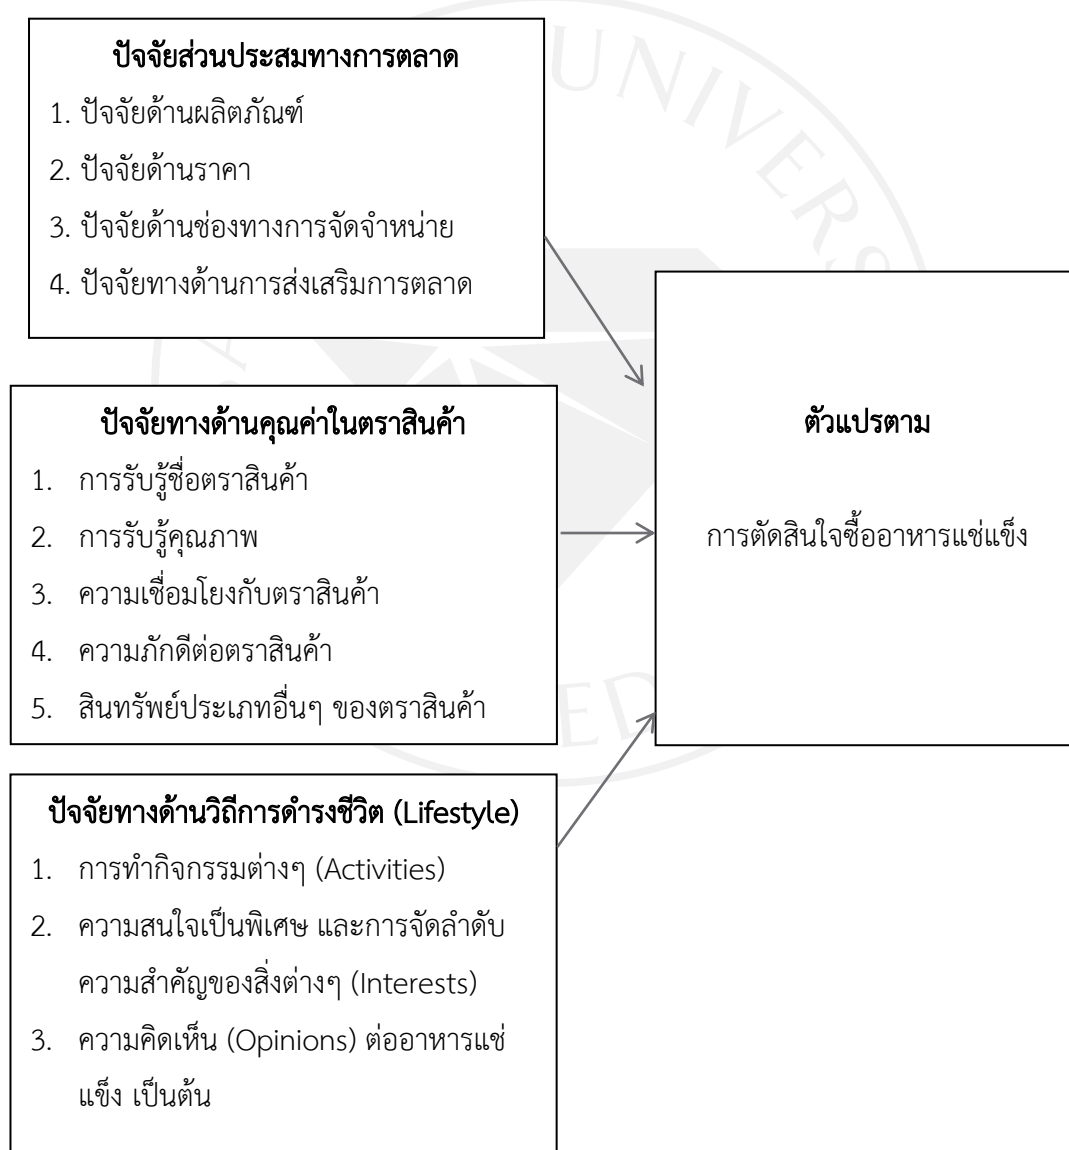 ปัจจัยส่วนประสมทางการตลาด
1. ปัจจัยด้านผลิตภัณฑ์
2. ปัจจัยด้านราคา
3. ปัจจัยด้านช่องทางการจัดจำหน่าย
4. ปัจจัยทางด้านการส่งเสริมการตลาด
ปัจจัยทางด้านคุณค่าในตราสินค้า
1. การรับรู้ชื่อตราสินค้า
2. การรับรู้คุณภาพ
3. ความเชื่อมโยงกับตราสินค้า
4. ความภักดีต่อตราสินค้า
5. สินทรัพย์ประเภทอื่นๆ ของตราสินค้า
ปัจจัยทางด้านวิถีการดำรงชีวิต (Lifestyle)
1. การทำกิจกรรมต่างๆ (Activities)
2. ความสนใจเป็นพิเศษ และการจัดลำดับ
ความสำคัญของสิ่งต่างๆ (Interests)
3. ความคิดเห็น (Opinions) ต่ออาหารแช่
แข็ง เป็นต้น
ตัวแปรตาม
การตัดสินใจซื้ออาหารแช่แข็ง